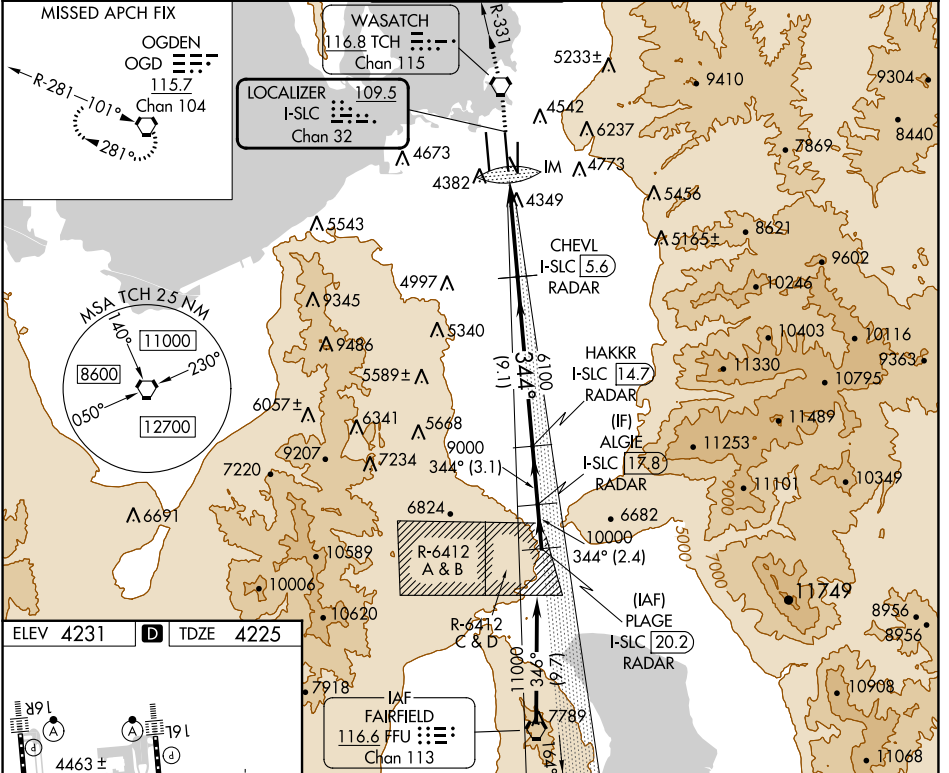 MISSED APCH FIX
OGDEN
OGD
115.7
Chan 104
R-281
101°
281°
WASATCH
116.8 TCH
Chan 115
R-331
LOCALIZER 109.5
I-SLC
Chan 32
5233±
9410
9304
4542
6237
8440
7869
4673
IM
4773
4382
4349
5456
5543
5165±
8621
CHEVL
I-SLC 5.6
RADAR
9602
4997
10246
MSA TCH 25 NM
140°
11000
230°
8600
050°
12700
9345
5340
9486
10403
10116
344°
(9.1)
6100
HAKKR
I-SLC 14.7
RADAR
11330
9363
5589±
10795
6057±
6341
5668
(IF)
ALGIE
I-SLC 17.8
RADAR
11489
9000
11253
9207
7234
344° (3.1)
7220
11101
10349
6691
6824
6682
10000
344° (2.4)
5000
R-6412
A & B
10589
10006
10620
11749
(IAF)
PLAGE
I-SLC 20.2
RADAR
8956
8956
R-6412
C & D
ELEV 4231
D
TDZE 4225
11000
346°
(9.7)
7918
10908
IAF
FAIRFIELD
116.6 FFU
Chan 113
7789
164°
11068
16R
A
A
16L
P
P
4463 ±